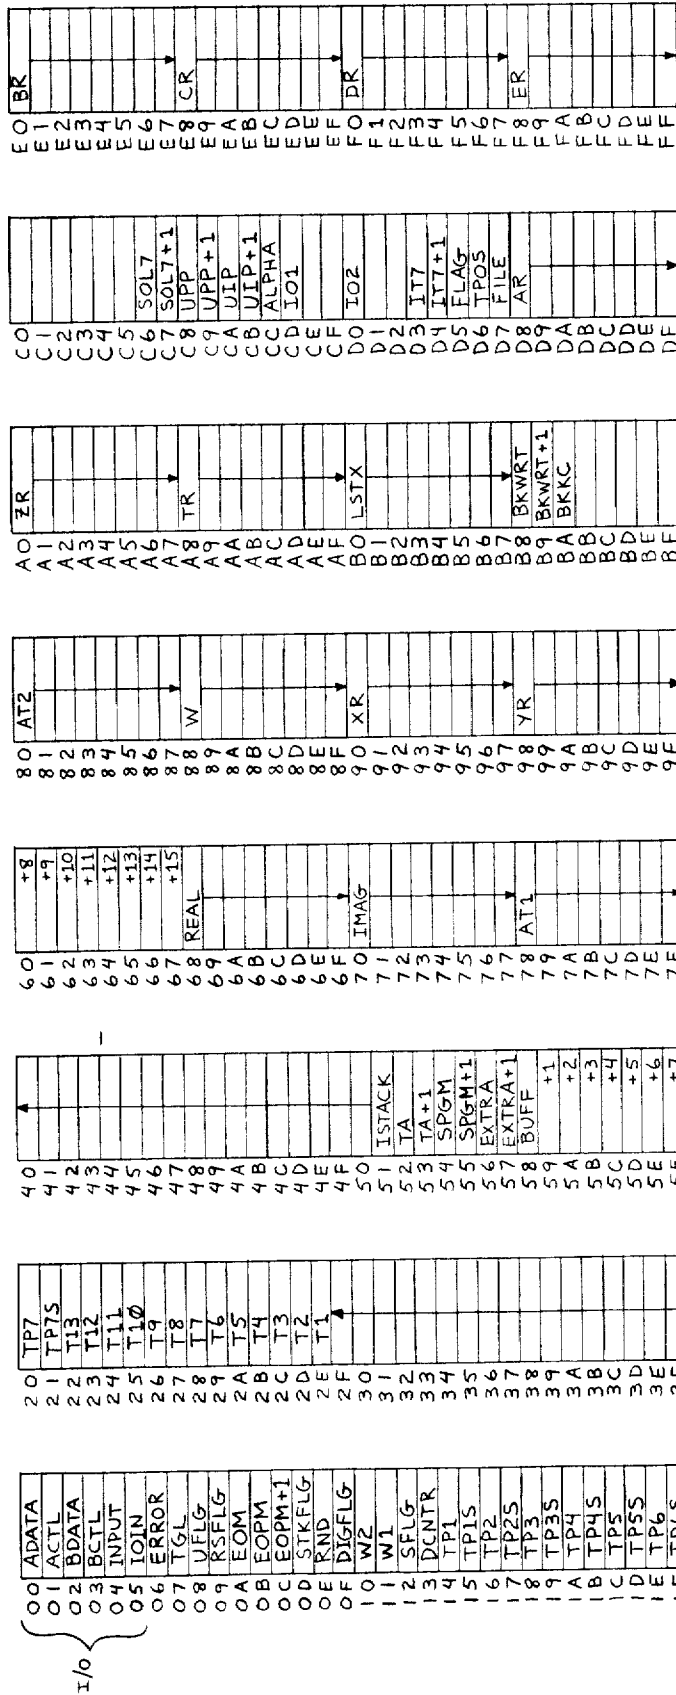 I/O
00 ADATA
01 ACTL
02 BDATA
03 BCTL
04 INPUT
05 IOIN
06 ERROR
07 TGL
08 UFLG
09 RSFLG
0A EOM
0B EOPM
0C EOPM+1
0D STKFLG
0E RND
0F DIGFLG
10 W2
11 W1
12 SFLG
13 DCNTR
14 TP1
15 TP1S
16 TP2
17 TP2S
18 TP3
19 TP3S
1A TP4
1B TP4S
1C TP5
1D TP5S
1E TP6
1F TP6S
20 TP7
21 TP7S
22 T13
23 T12
24 T11
25 T1Ø
26 T9
27 T8
28 T7
29 T6
2A T5
2B T4
2C T3
2D T2
2E T1
2F
30
31
32
33
34
35
36
37
38
39
3A
3B
3C
3D
3E
3F
40
41
42
43
44
45
46
47
48
49
4A
4B
4C
4D
4E
4F
50
51 ISTACK
52 TA
53 TA+1
54 SPGM
55 SPGM+1
56 EXTRA
57 EXTRA+1
58 BUFF
59 +1
5A +2
5B +3
5C +4
5D +5
5E +6
5F +7
60 +8
61 +9
62 +10
63 +11
64 +12
65 +13
66 +14
67 +15
68 REAL
69
6A
6B
6C
6D
6E
6F
70 IMAG
71
72
73
74
75
76
77
78 AT1
79
7A
7B
7C
7D
7E
7F
80 AT2
81
82
83
84
85
86
87
88 W
89
8A
8B
8C
8D
8E
8F
90 XR
91
92
93
94
95
96
97
98 YR
99
9A
9B
9C
9D
9E
9F
A0 ZR
A1
A2
A3
A4
A5
A6
A7
A8 TR
A9
AA
AB
AC
AD
AE
AF
B0 LSTX
B1
B2
B3
B4
B5
B6
B7
B8 BKWRT
B9 BKWRT+1
BA BKKC
BB
BC
BD
BE
BF
C0
C1
C2
C3
C4
C5
C6 SOL7
C7 SOL7+1
C8 UPP
C9 UPP+1
CA UIP
CB UIP+1
CC ALPHA
CD IO1
CE
CF
D0 IO2
D1
D2
D3 IT7
D4 IT7+1
D5 FLAG
D6 TPOS
D7 FILE
D8 AR
D9
DA
DB
DC
DD
DE
DF
E0 BR
E1
E2
E3
E4
E5
E6
E7
E8 CR
E9
EA
EB
EC
ED
EE
EF
F0 DR
F1
F2
F3
F4
F5
F6
F7
F8 ER
F9
FA
FB
FC
FD
FE
FF